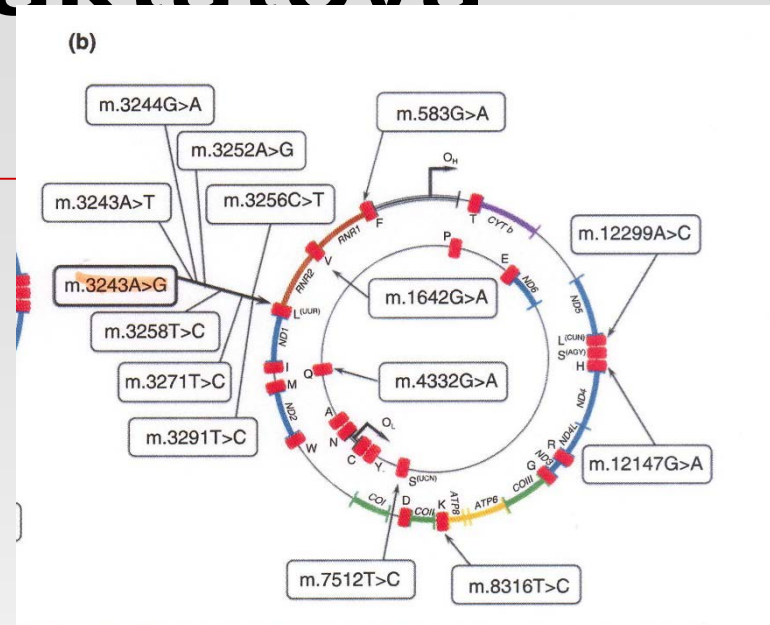 (b)
m.3244G>A
m.583G>A
m.3252A>G
m.3243A>T
m.3256C>T
m.12299A>C
m.3243A>G
m.1642G>A
m.3258T>C
m.3271T>C
m.4332G>A
m.3291T>C
m.12147G>A
m.7512T>C
m.8316T>C
OH
F
RNR1
V
RNR2
L(UUR)
ND1
I
M
ND2
W
COI
D
COII
K
ATP8
ATP6
COIII
G
ND3
R
ND4L
ND4
H
S(AGY)
L(CUN)
ND5
CYTb
T
P
E
ND6
Q
A
N
C
Y
OL
S(UCN)